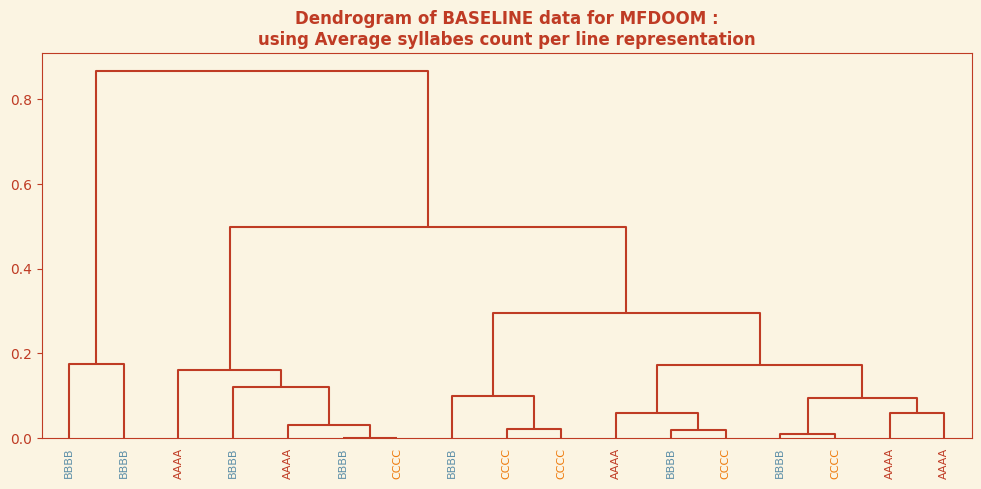 Dendrogram of BASELINE data for MFDOOM :
using Average syllabes count per line representation
0.8
0.6
0.4
0.2
0.0
BBBB BBBB AAAA BBBB AAAA BBBB CCCC BBBB CCCC CCCC AAAA BBBB CCCC BBBB CCCC AAAA AAAA